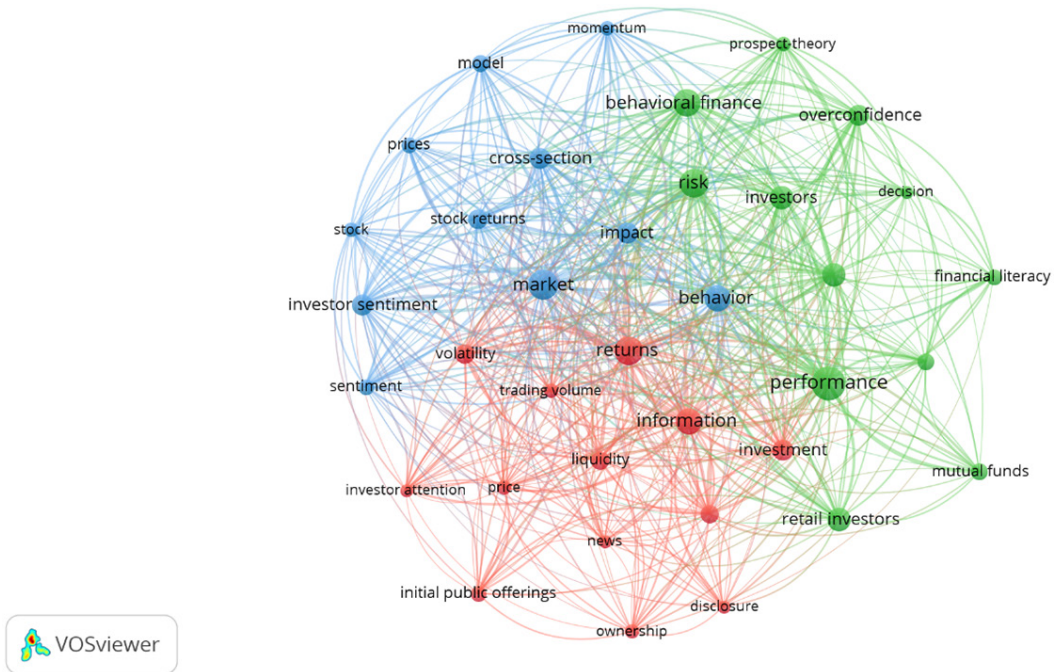 momentum
prospect-theory
model
behavioral finance
overconfidence
prices
cross-section
risk
investors
decision
stock returns
stock
impact
financial literacy
market
behavior
investor sentiment
returns
volatility
performance
sentiment
trading volume
information
investment
liquidity
mutual funds
investor attention
price
retail investors
news
initial public offerings
disclosure
ownership
VOSviewer